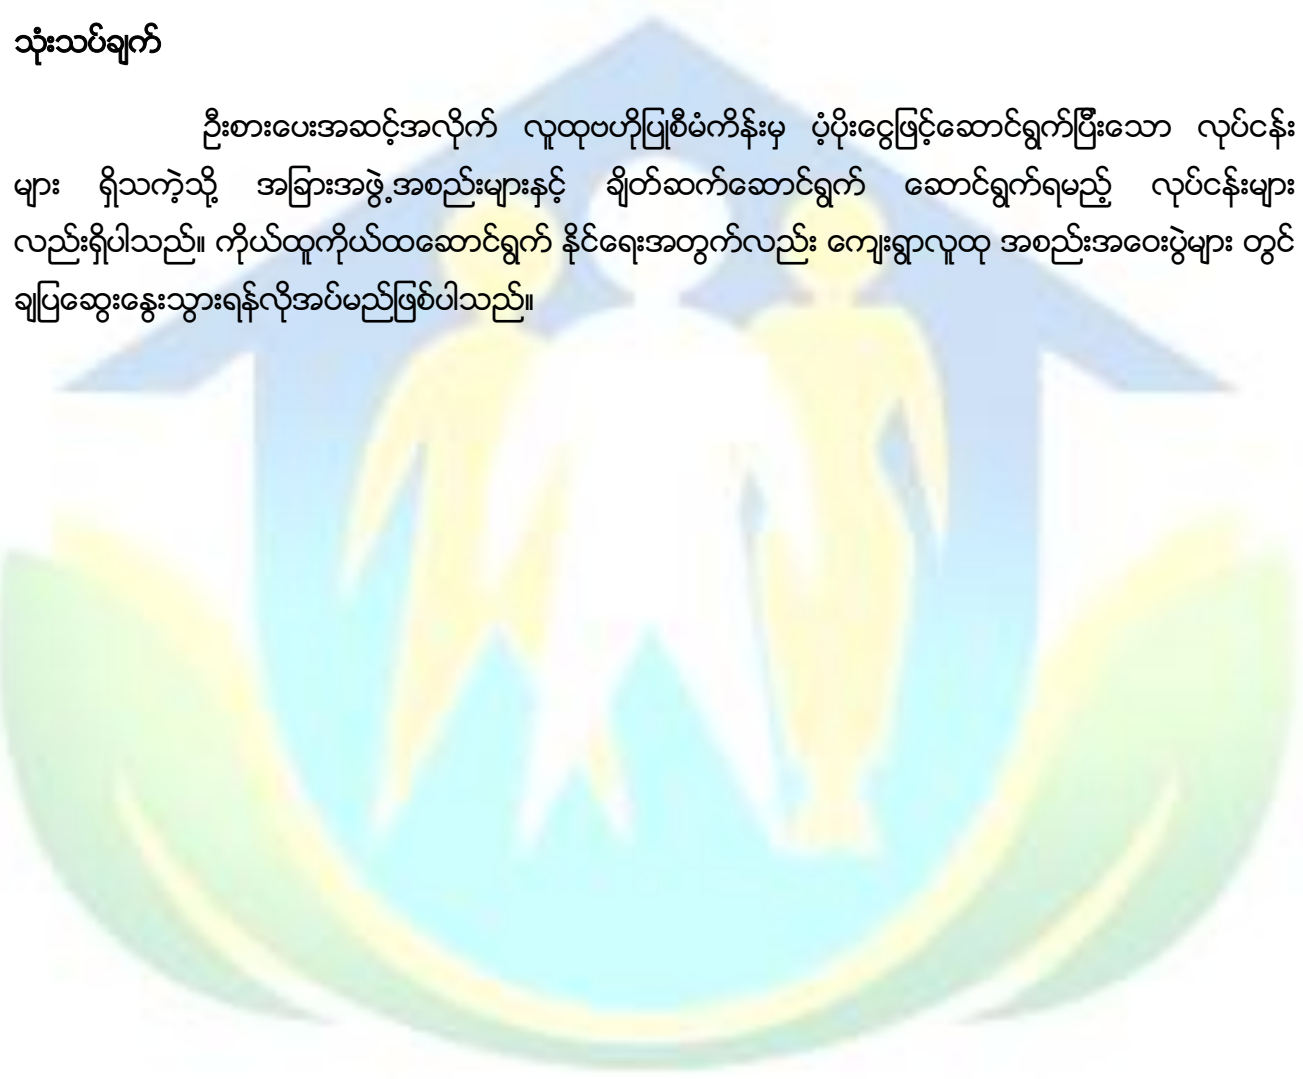 သုံးသပ်ချက်
ဦးစားပေးအဆင့်အလိုက် လူထုဗဟိုပြုစီမံကိန်းမှ ပံ့ပိုးငွေဖြင့်ဆောင်ရွက်ပြီးသော လုပ်ငန်း
များ ရှိသကဲ့သို့ အခြားအဖွဲ့အစည်းများနှင့် ချိတ်ဆက်ဆောင်ရွက် ဆောင်ရွက်ရမည့် လုပ်ငန်းများ
လည်းရှိပါသည်။ ကိုယ်ထူကိုယ်ထဆောင်ရွက် နိုင်ရေးအတွက်လည်း ကျေးရွာလူထု အစည်းအဝေးပွဲများ တွင်
ချပြဆွေးနွေးသွားရန်လိုအပ်မည်ဖြစ်ပါသည်။